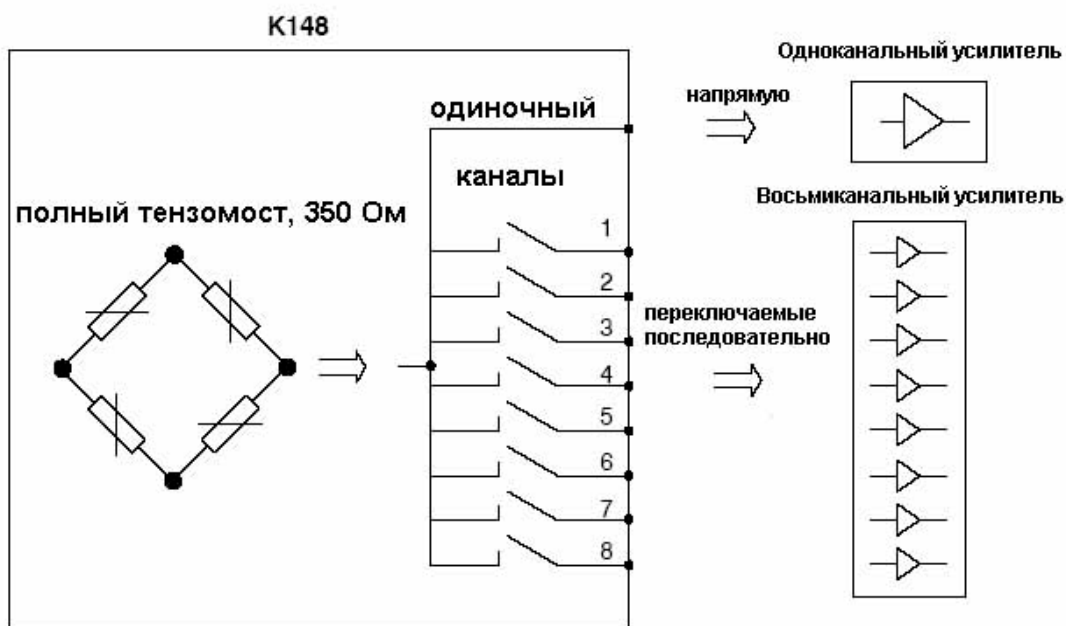 K148
Одноканальный усилитель
напрямую
одиночный
каналы
полный тензомост, 350 Ом
Восьмиканальный усилитель
1
2
3
4
5
6
7
8
переключаемые
последовательно